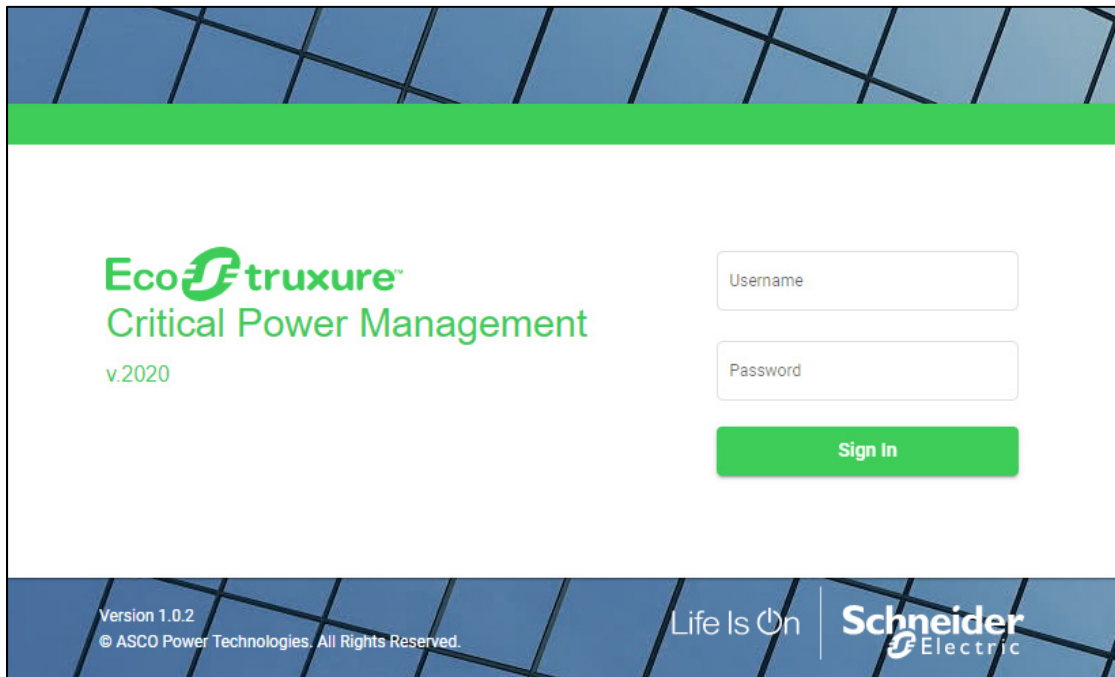 EcoStruxure™
Critical Power Management
v.2020
Username
Password
Sign In
Version 1.0.2
© ASCO Power Technologies. All Rights Reserved.
Life Is On
Schneider
Electric